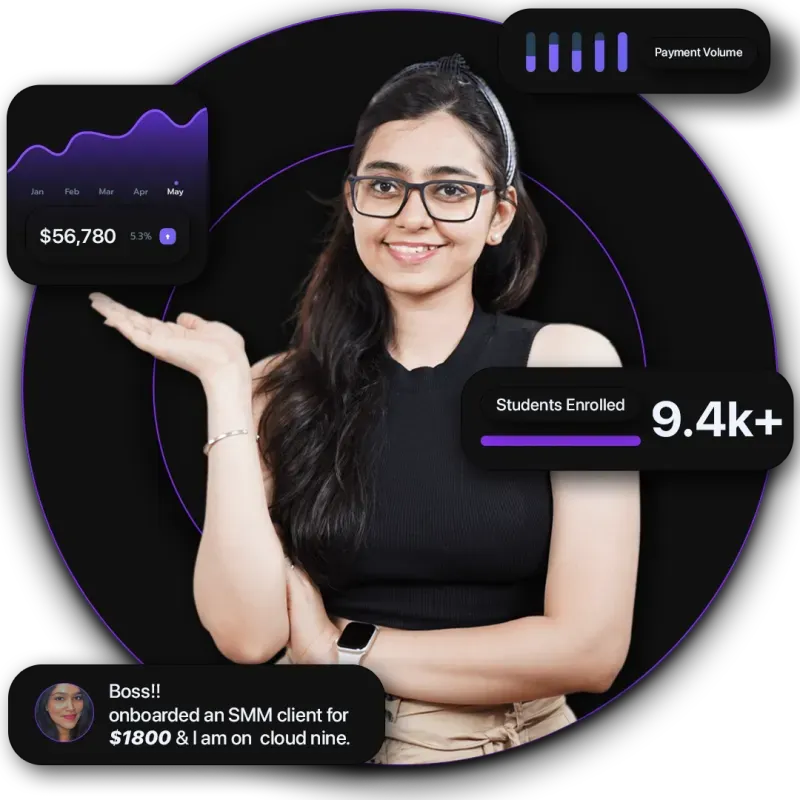 Payment Volume
Jan Feb Mar Apr May
$56,780 5.3%
Students Enrolled
9.4k+
Boss!!
onboarded an SMM client for
$1800 & I am on cloud nine.